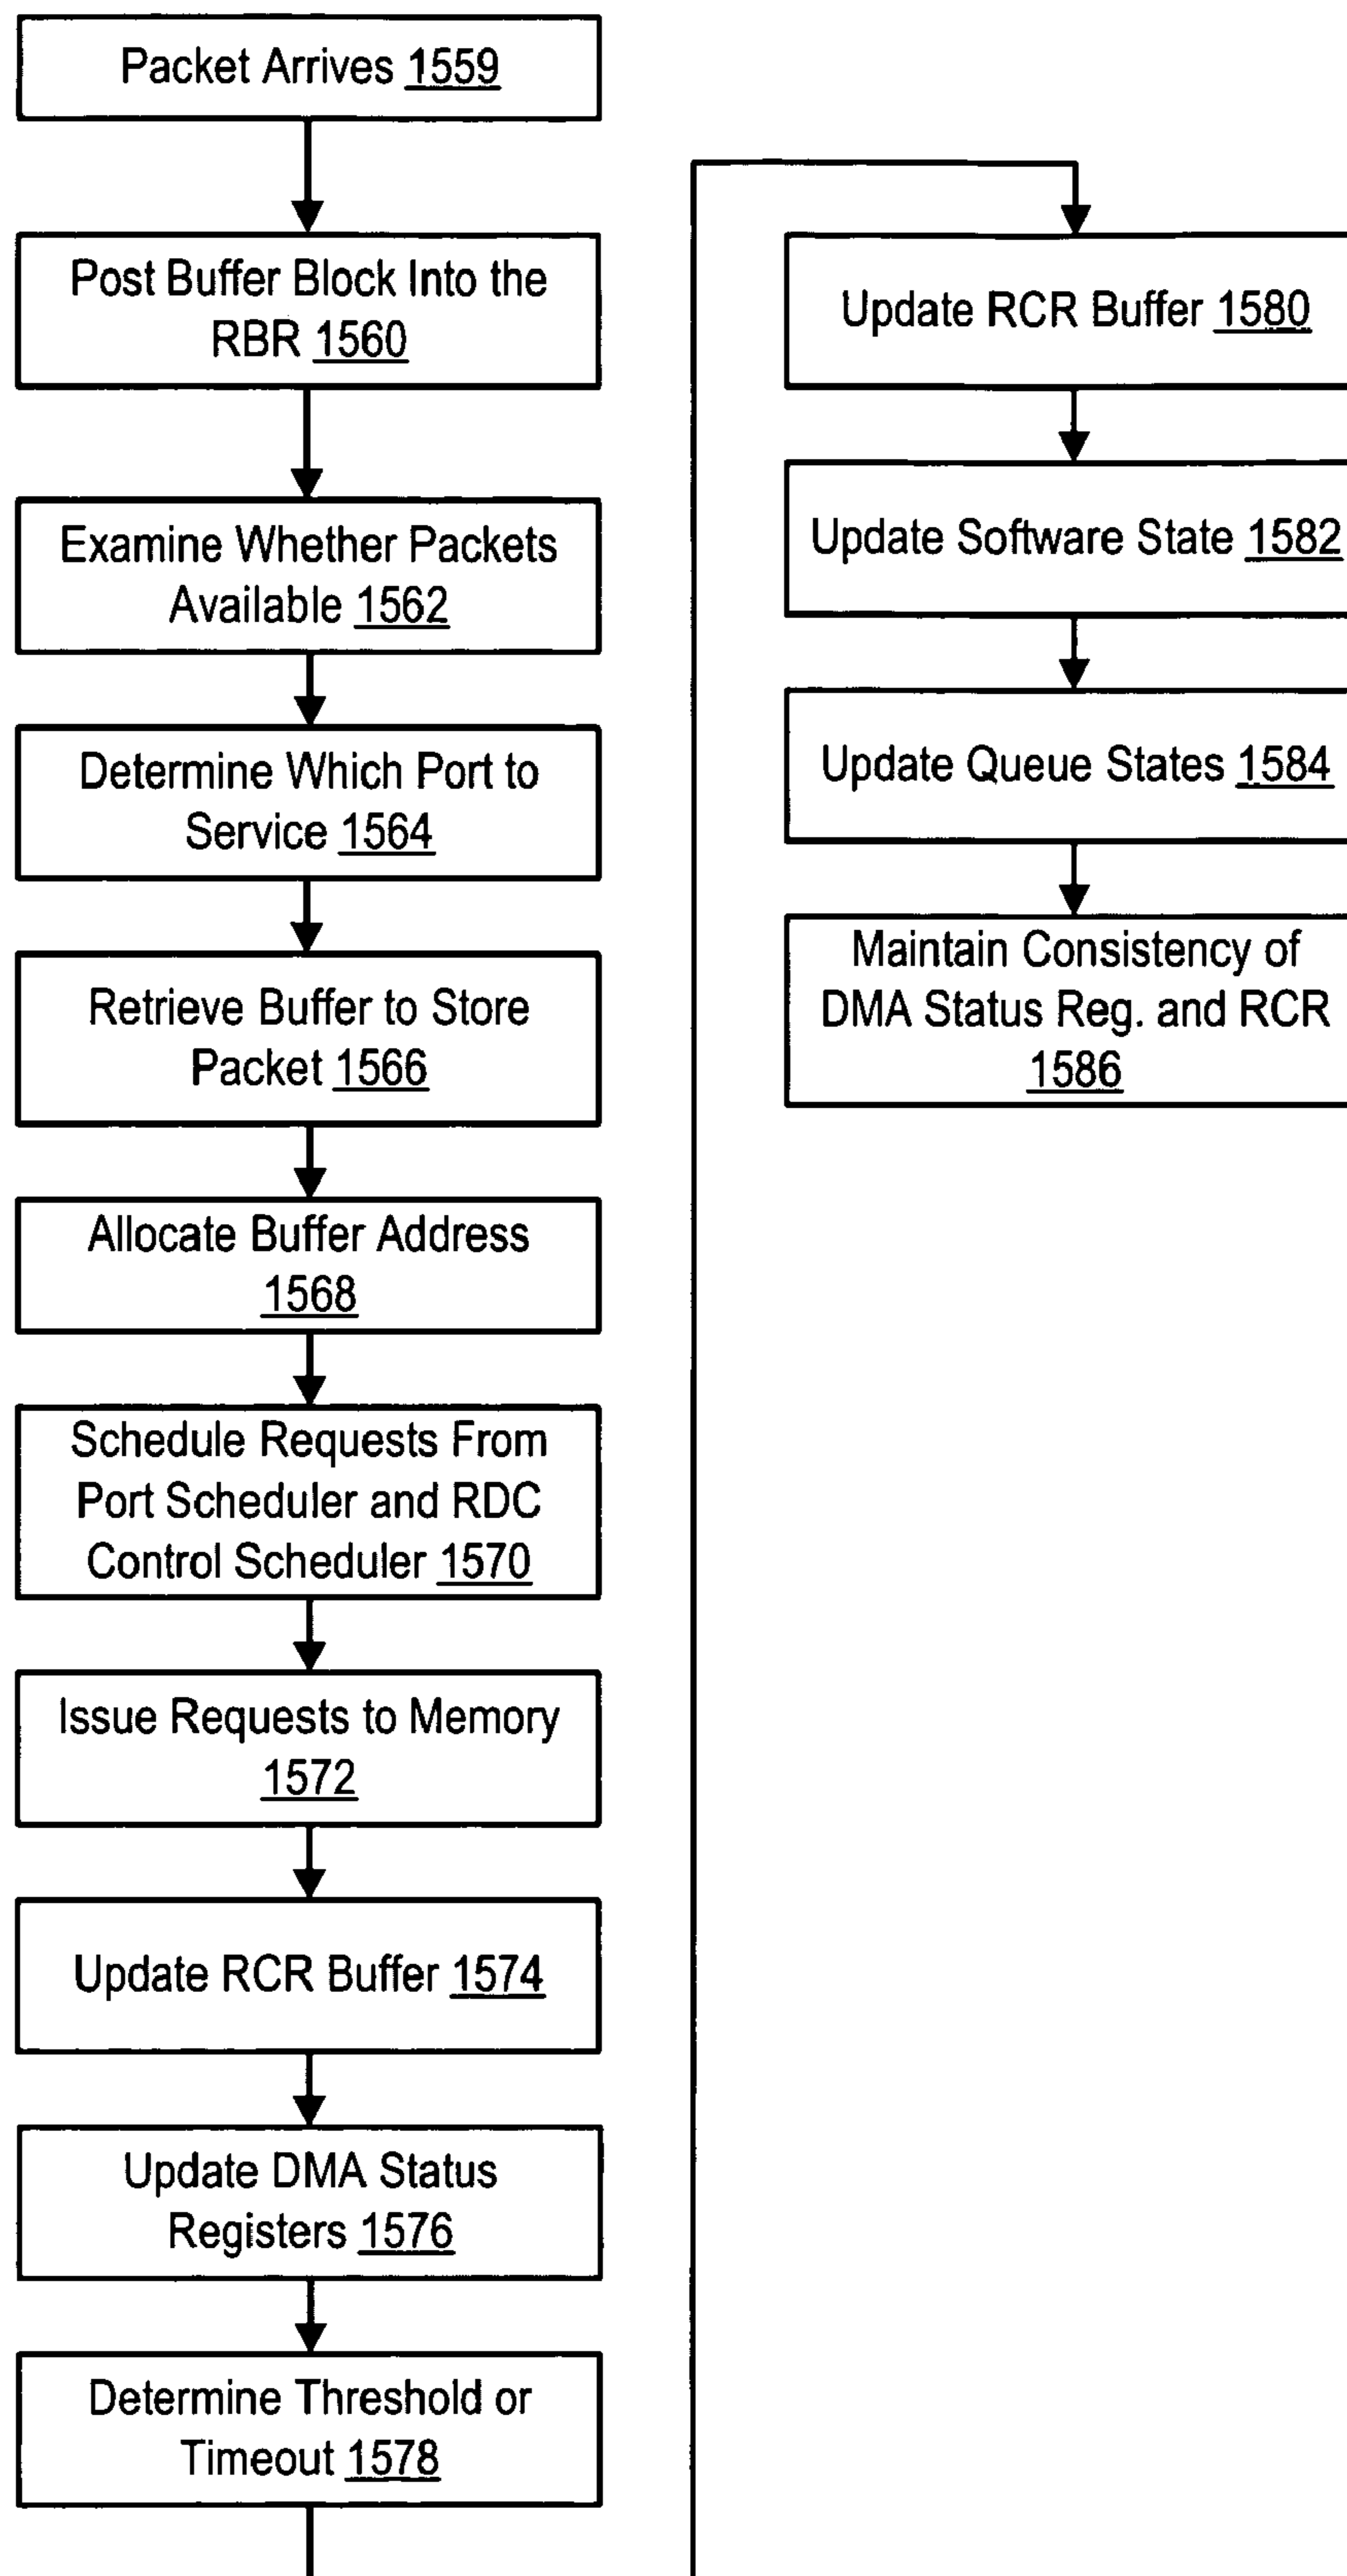 Packet Arrives 1559
Post Buffer Block Into the
RBR 1560
Examine Whether Packets
Available 1562
Determine Which Port to
Service 1564
Retrieve Buffer to Store
Packet 1566
Allocate Buffer Address
1568
Schedule Requests From
Port Scheduler and RDC
Control Scheduler 1570
Issue Requests to Memory
1572
Update RCR Buffer 1574
Update DMA Status
Registers 1576
Determine Threshold or
Timeout 1578
Update RCR Buffer 1580
Update Software State 1582
Update Queue States 1584
Maintain Consistency of
DMA Status Reg. and RCR
1586